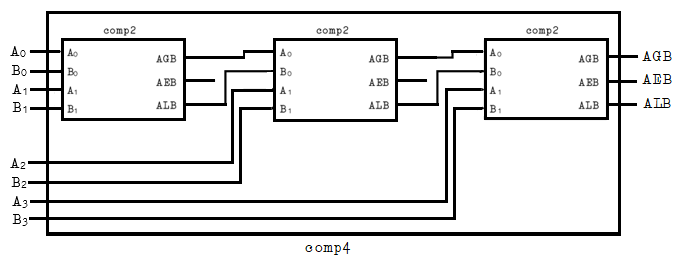 comp2 comp2 comp2
A₀ A₀ A₀ A₀
AGB AGB AGB AGB
B₀ B₀ B₀ B₀
AEB AEB AEB AEB
A₁ A₁ A₁ A₁
ALB ALB ALB ALB
B₁ B₁ B₁ B₁
A₂
B₂
A₃
B₃
comp4